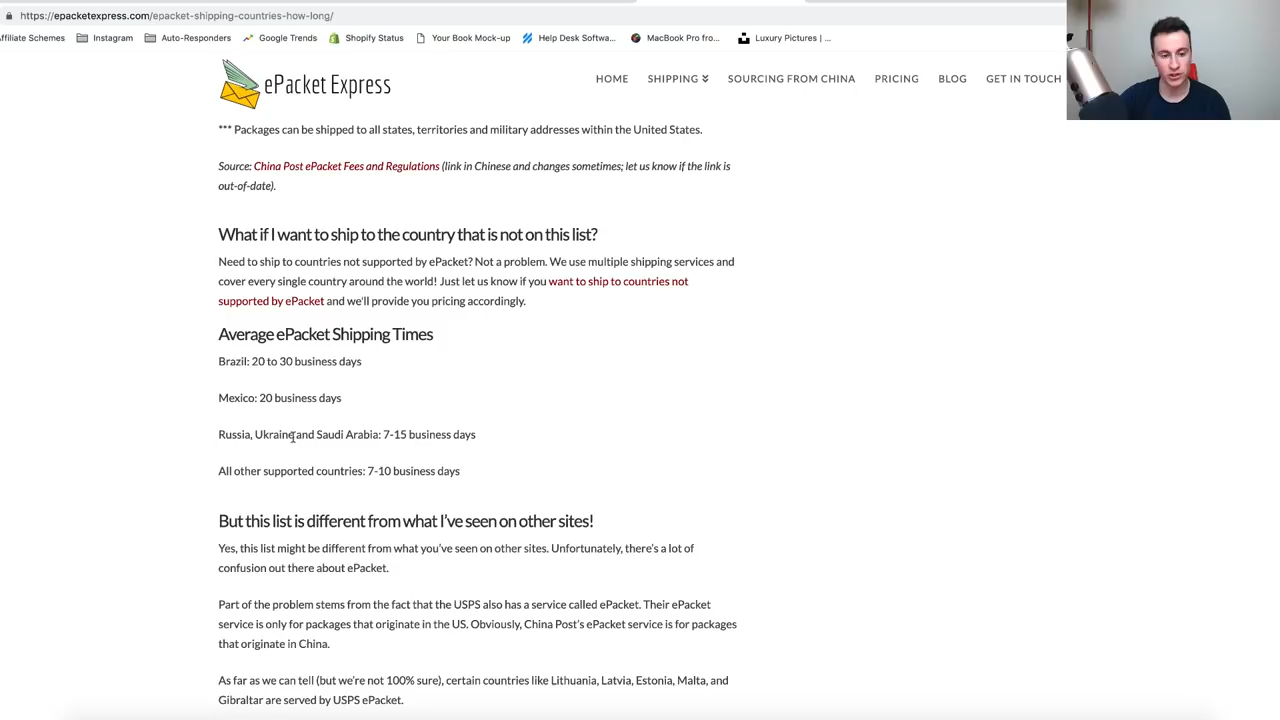 https://epacketexpress.com/epacket-shipping-countries-how-long/
ffiliate Schemes Instagram Auto-Responders Google Trends Shopify Status Your Book Mock-up Help Desk Softwa... MacBook Pro fro... Luxury Pictures | ...
ePacket Express HOME SHIPPING SOURCING FROM CHINA PRICING BLOG GET IN TOUCH
*** Packages can be shipped to all states, territories and military addresses within the United States.
Source: China Post ePacket Fees and Regulations (link in Chinese and changes sometimes; let us know if the link is
out-of-date).
What if I want to ship to the country that is not on this list?
Need to ship to countries not supported by ePacket? Not a problem. We use multiple shipping services and
cover every single country around the world! Just let us know if you want to ship to countries not
supported by ePacket and we'll provide you pricing accordingly.
Average ePacket Shipping Times
Brazil: 20 to 30 business days
Mexico: 20 business days
Russia, Ukraine and Saudi Arabia: 7-15 business days
All other supported countries: 7-10 business days
But this list is different from what I've seen on other sites!
Yes, this list might be different from what you've seen on other sites. Unfortunately, there's a lot of
confusion out there about ePacket.
Part of the problem stems from the fact that the USPS also has a service called ePacket. Their ePacket
service is only for packages that originate in the US. Obviously, China Post's ePacket service is for packages
that originate in China.
As far as we can tell (but we're not 100% sure), certain countries like Lithuania, Latvia, Estonia, Malta, and
Gibraltar are served by USPS ePacket.